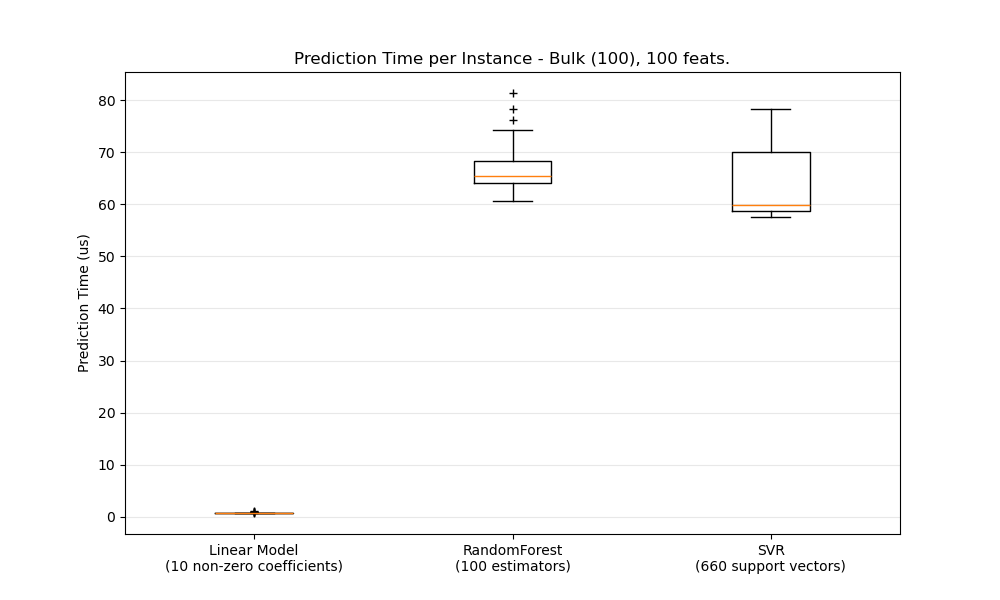 Prediction Time per Instance - Bulk (100), 100 feats.
Prediction Time (us)
80
70
60
50
40
30
20
10
0
Linear Model
(10 non-zero coefficients)
RandomForest
(100 estimators)
SVR
(660 support vectors)